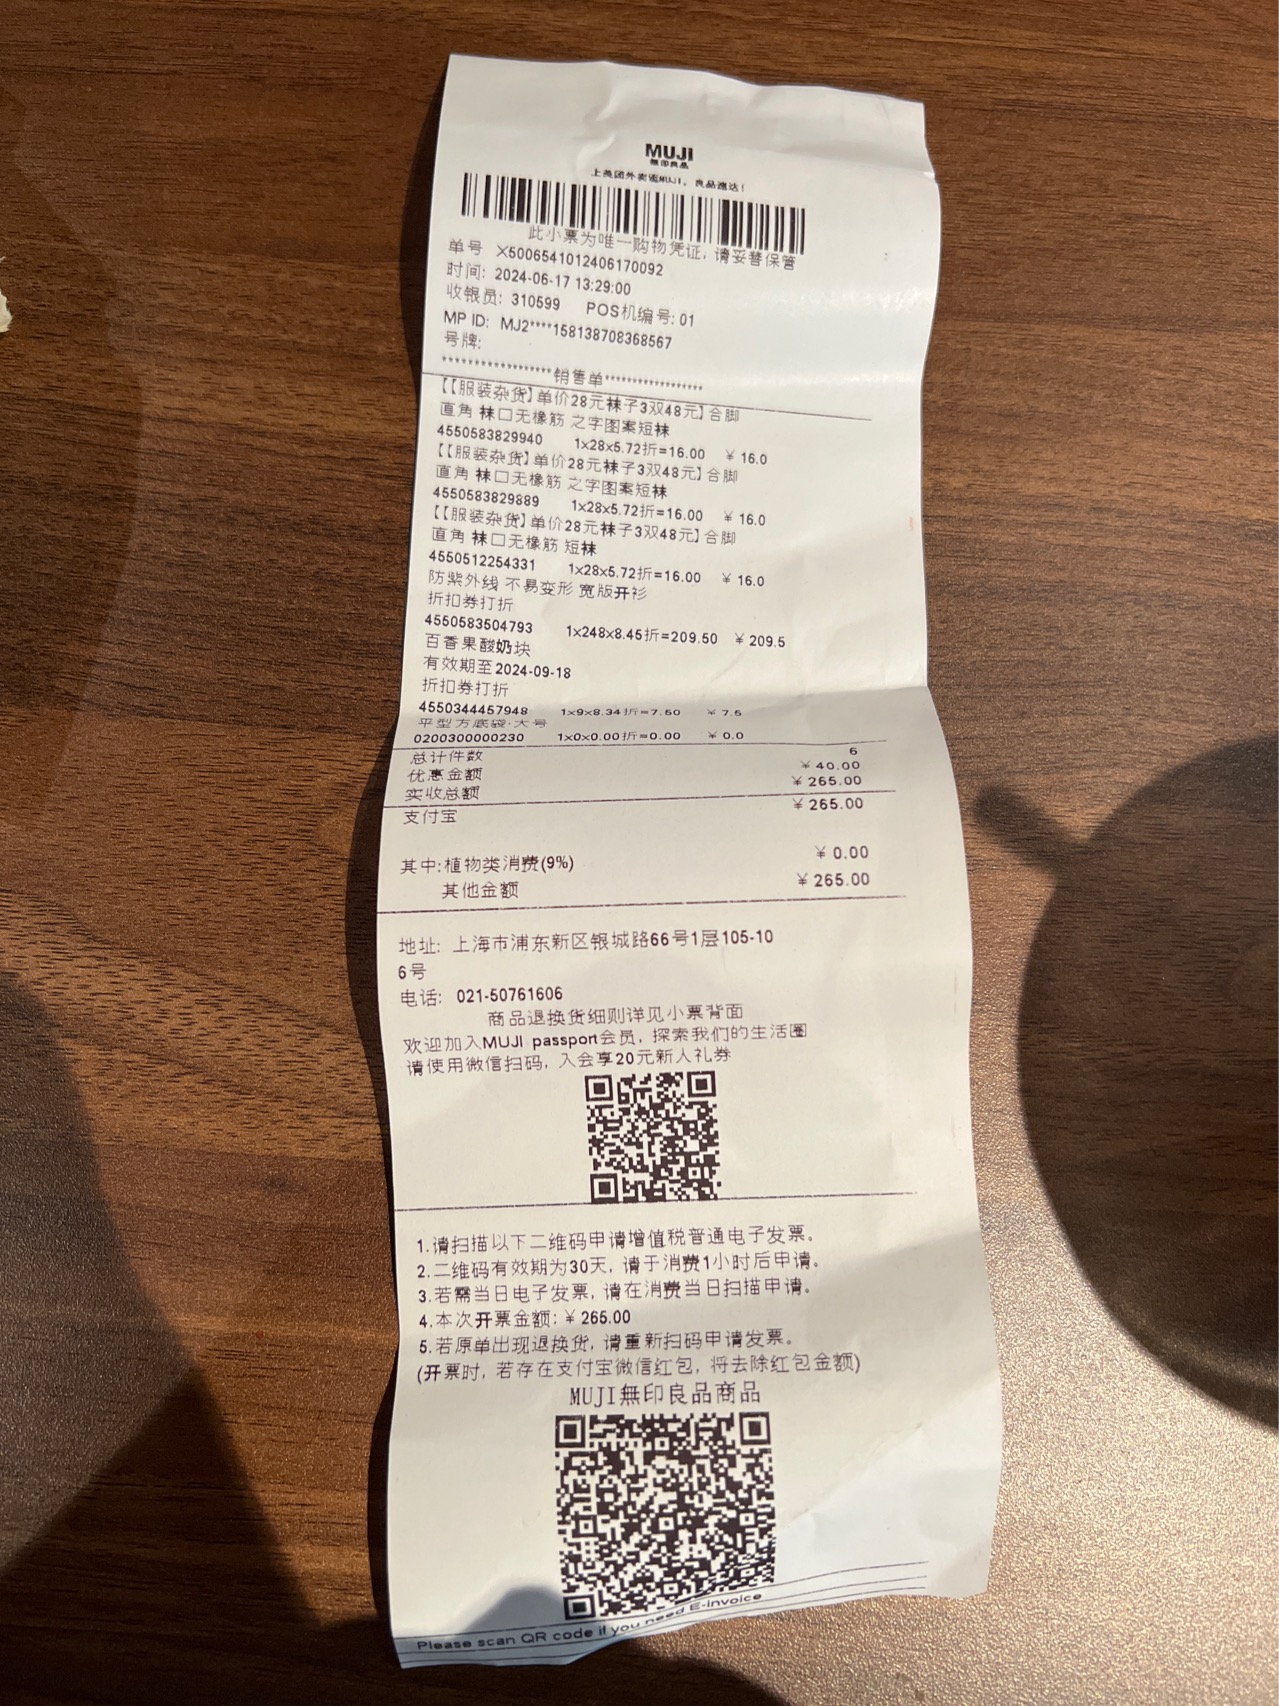 MUJI
無印良品
上美团外卖逛MUJI，良品速达！
此小票为唯一购物凭证，请妥善保管
单号 X5006541012406170092
时间: 2024-06-17 13:29:00
收银员: 310599 POS机编号: 01
MP ID: MJ2****158138708368567
号牌:
******************销售单******************
【【服装杂货】单价28元袜子3双48元】合脚
直角 袜口无橡筋 之字图案短袜
4550583829940 1x28x5.72折=16.00 ￥16.0
【【服装杂货】单价28元袜子3双48元】合脚
直角 袜口无橡筋 之字图案短袜
4550583829889 1x28x5.72折=16.00 ￥16.0
【【服装杂货】单价28元袜子3双48元】合脚
直角 袜口无橡筋 短袜
4550512254331 1x28x5.72折=16.00 ￥16.0
防紫外线 不易变形 宽版开衫
折扣券打折
4550583504793 1x248x8.45折=209.50 ￥209.5
百香果酸奶块
有效期至2024-09-18
折扣券打折
4550344457948 1x9x8.34折=7.50 ￥7.5
平型方底袋·大号
0200300000230 1x0x0.00折=0.00 ￥0.0
总计件数 6
优惠金额 ￥40.00
实收总额 ￥265.00
支付宝 ￥265.00
其中:植物类消费(9%) ￥0.00
其他金额 ￥265.00
地址: 上海市浦东新区银城路66号1层105-10
6号
电话: 021-50761606
商品退换货细则详见小票背面
欢迎加入MUJI passport会员，探索我们的生活圈
请使用微信扫码，入会享20元新人礼券
1.请扫描以下二维码申请增值税普通电子发票。
2.二维码有效期为30天，请于消费1小时后申请。
3.若需当日电子发票，请在消费当日扫描申请。
4.本次开票金额: ￥265.00
5.若原单出现退换货，请重新扫码申请发票。
(开票时，若存在支付宝微信红包，将去除红包金额)
MUJI無印良品商品
Please scan QR code if you need E-invoice